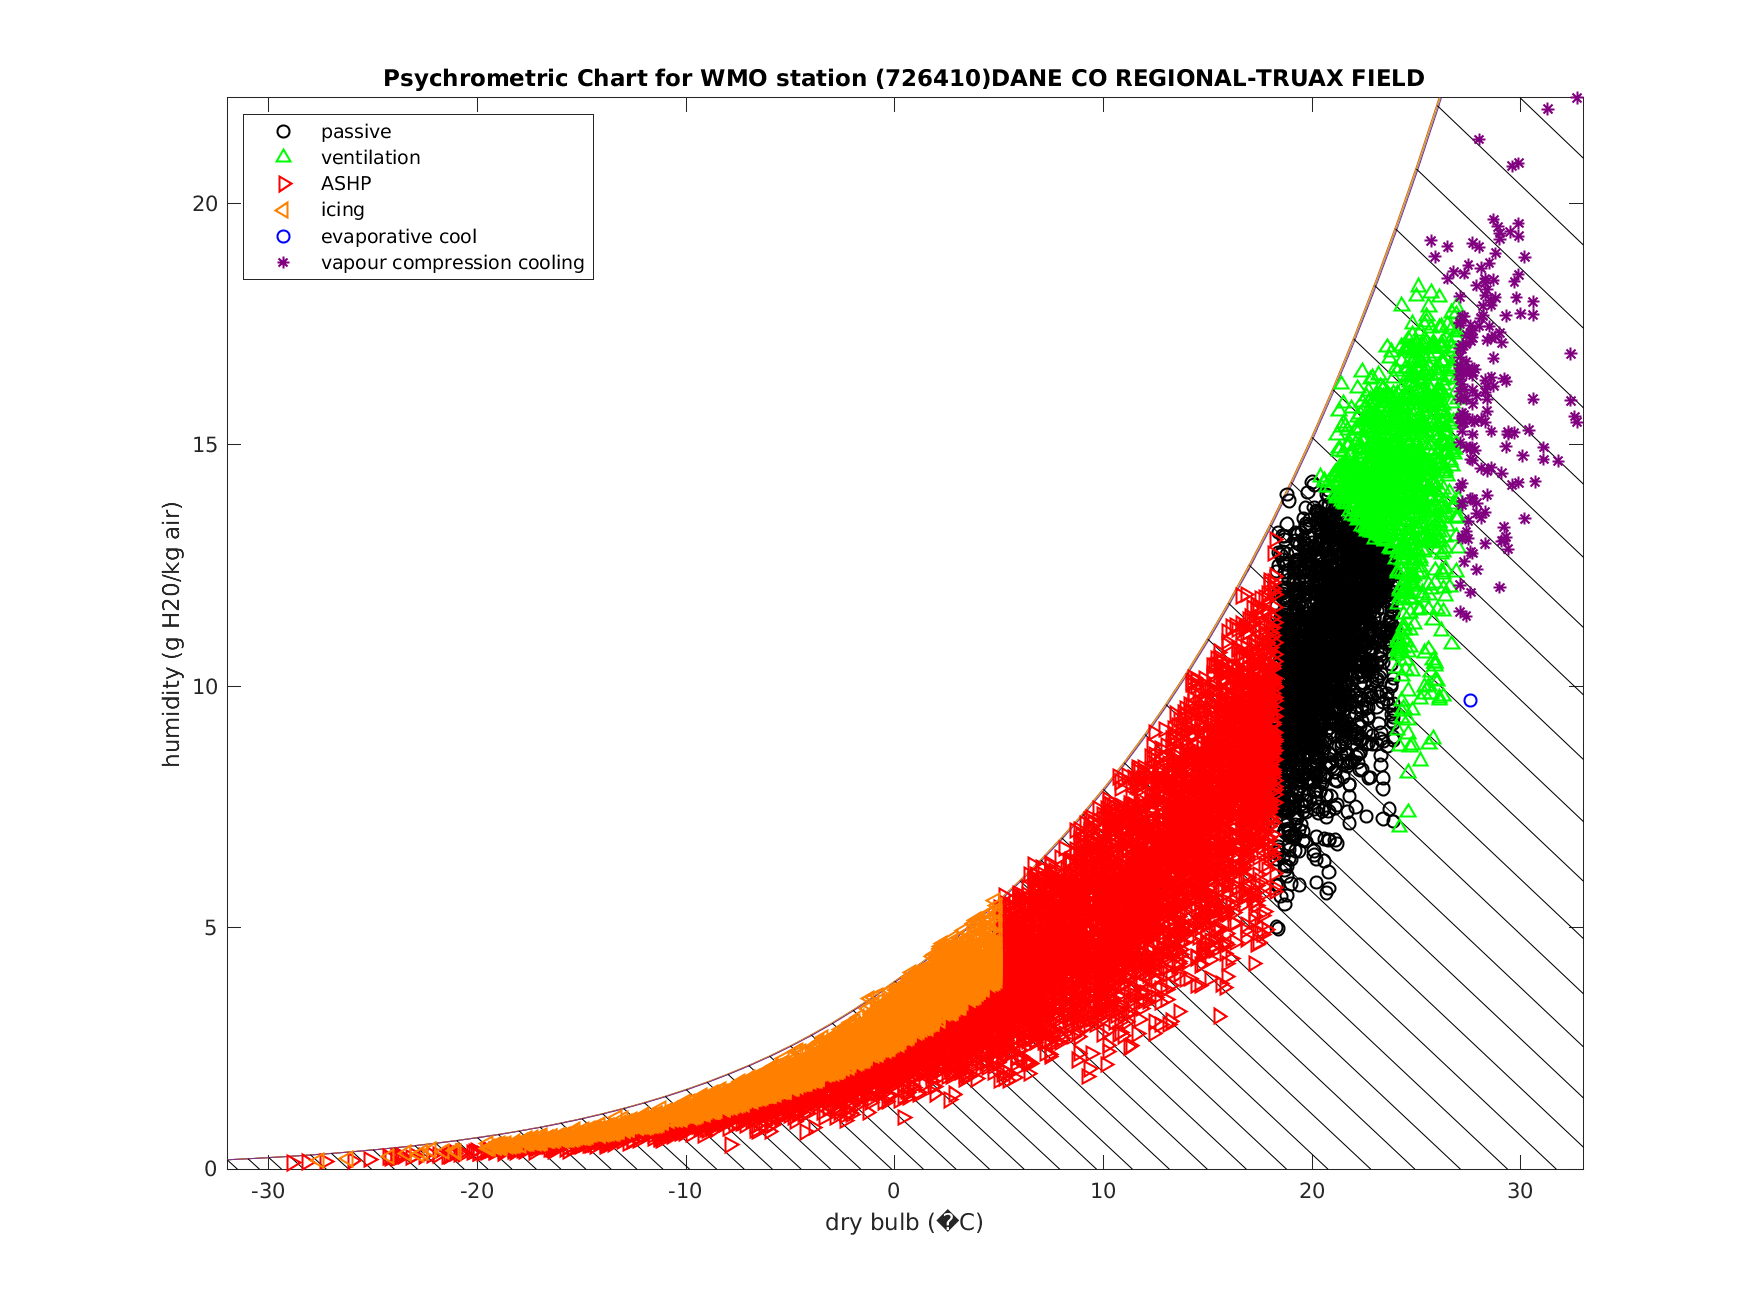 Psychrometric Chart for WMO station (726410)DANE CO REGIONAL-TRUAX FIELD
passive
ventilation
ASHP
icing
evaporative cool
vapour compression cooling
humidity (g H20/kg air)
20
15
10
5
0
-30 -20 -10 0 10 20 30
dry bulb (�C)